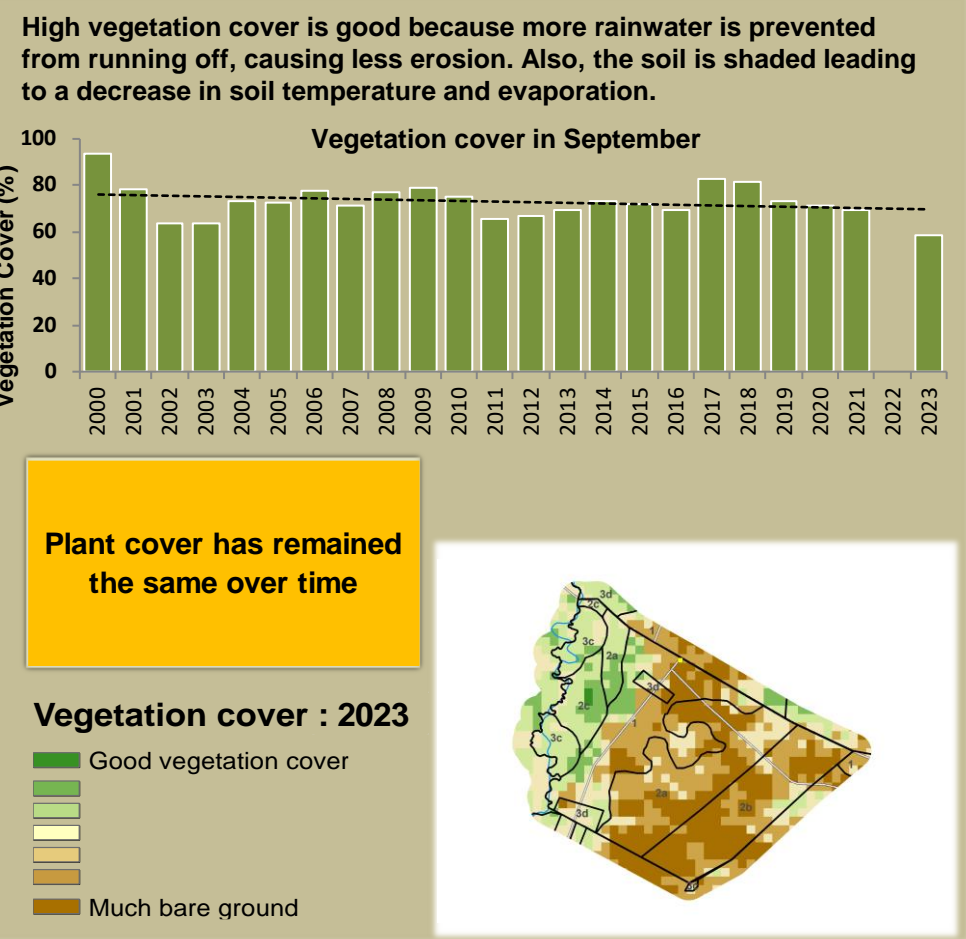 High vegetation cover is good because more rainwater is prevented
from running off, causing less erosion. Also, the soil is shaded leading
to a decrease in soil temperature and evaporation.
Vegetation cover in September
Vegetation Cover (%)
100
80
60
40
20
0
2000 2001 2002 2003 2004 2005 2006 2007 2008 2009 2010 2011 2012 2013 2014 2015 2016 2017 2018 2019 2020 2021 2022 2023
Plant cover has remained
the same over time
3d
2c
1
3c
2a
3d
2c
1
3c
1
2a
2b
3d
Vegetation cover : 2023
Good vegetation cover
Much bare ground